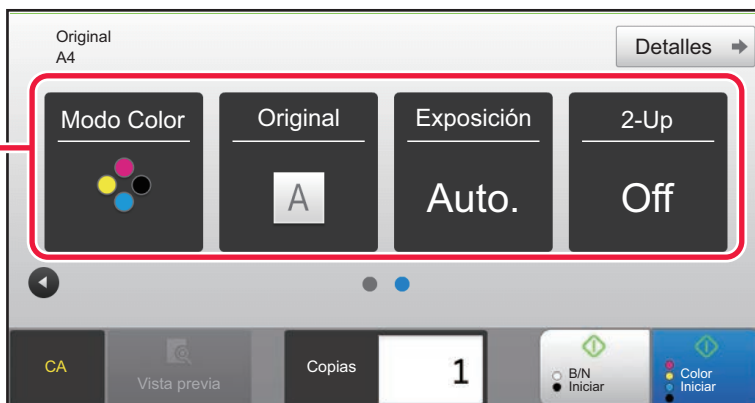 Original
A4
Detalles
Modo Color
Original
Exposición
2-Up
A
Auto.
Off
CA
Vista previa
Copias
1
B/N
Iniciar
Color
Iniciar